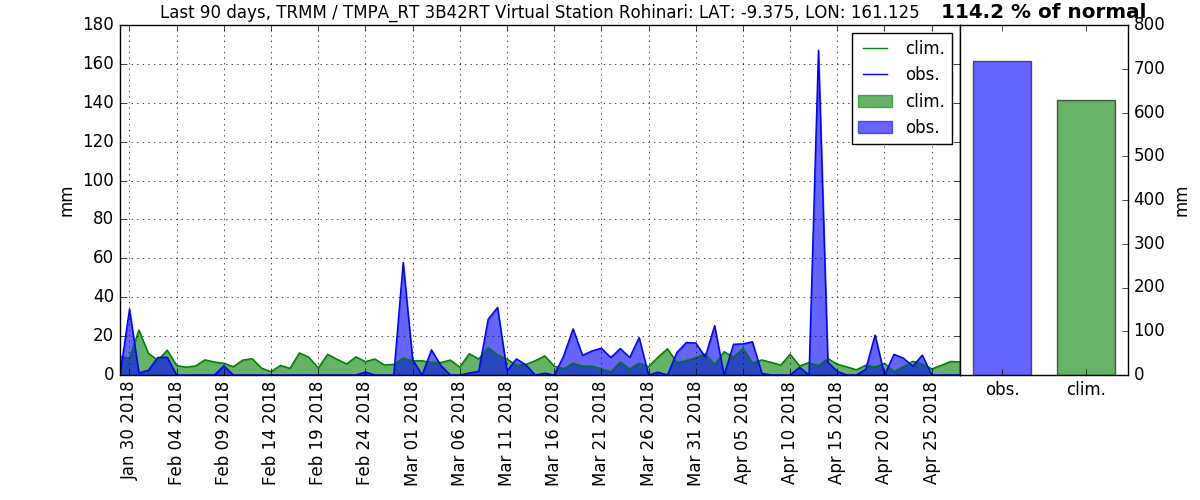 Last 90 days, TRMM / TMPA_RT 3B42RT Virtual Station Rohinari: LAT: -9.375, LON: 161.125
114.2 % of normal
mm
180
160
140
120
100
80
60
40
20
0
clim.
obs.
clim.
obs.
Jan 30 2018
Feb 04 2018
Feb 09 2018
Feb 14 2018
Feb 19 2018
Feb 24 2018
Mar 01 2018
Mar 06 2018
Mar 11 2018
Mar 16 2018
Mar 21 2018
Mar 26 2018
Mar 31 2018
Apr 05 2018
Apr 10 2018
Apr 15 2018
Apr 20 2018
Apr 25 2018
800
700
600
500
400
300
200
100
0
mm
obs.
clim.